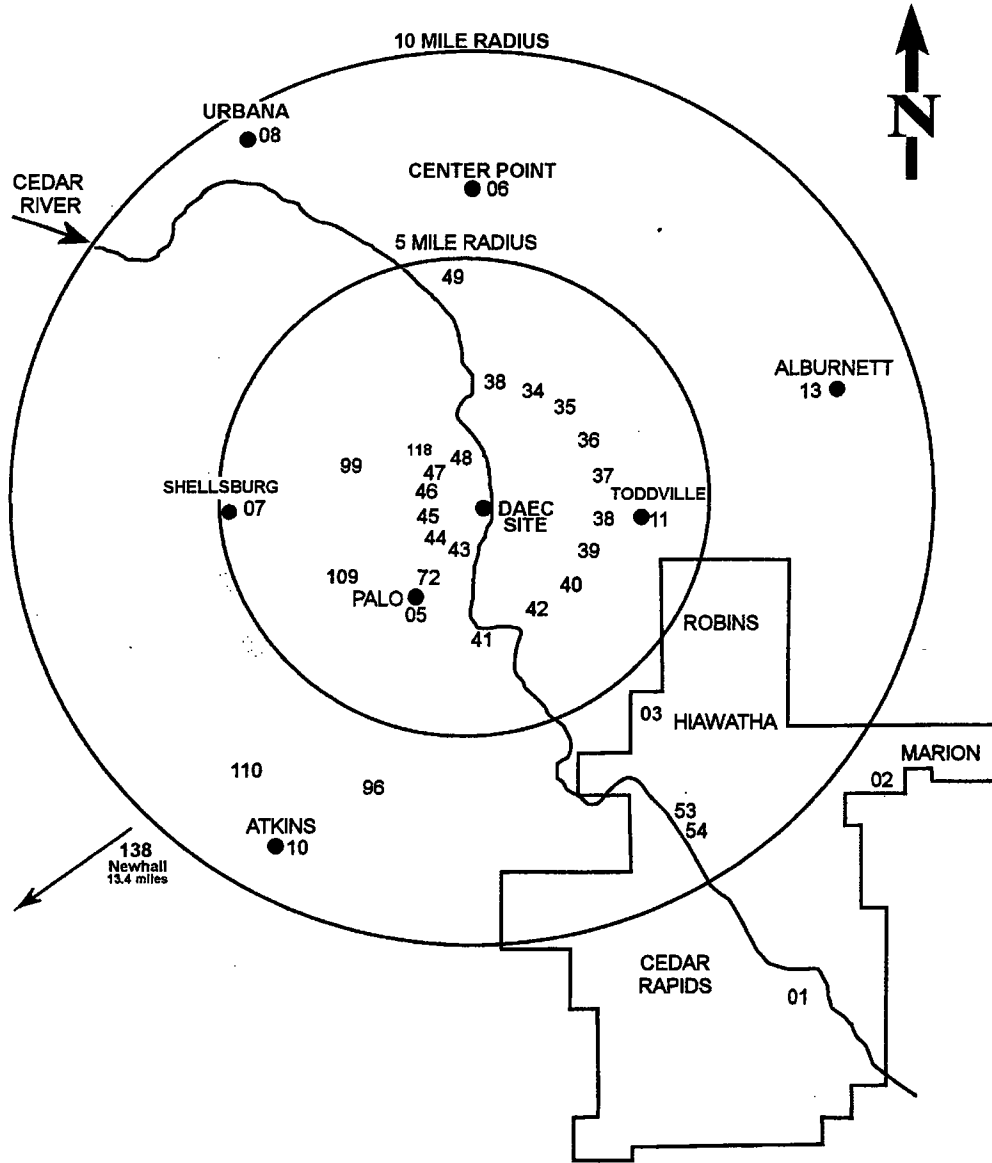 10 MILE RADIUS
N
URBANA
08
CENTER POINT
06
CEDAR
RIVER
5 MILE RADIUS
49
ALBURNETT
13
38
34
35
36
118
48
99
47
37
46
SHELLSBURG
07
TODDVILLE
11
DAEC
SITE
45
38
44
43
39
109
72
40
PALO
05
42
41
ROBINS
03
HIAWATHA
MARION
02
110
96
53
54
ATKINS
10
138
Newhall
13.4 miles
CEDAR
RAPIDS
01